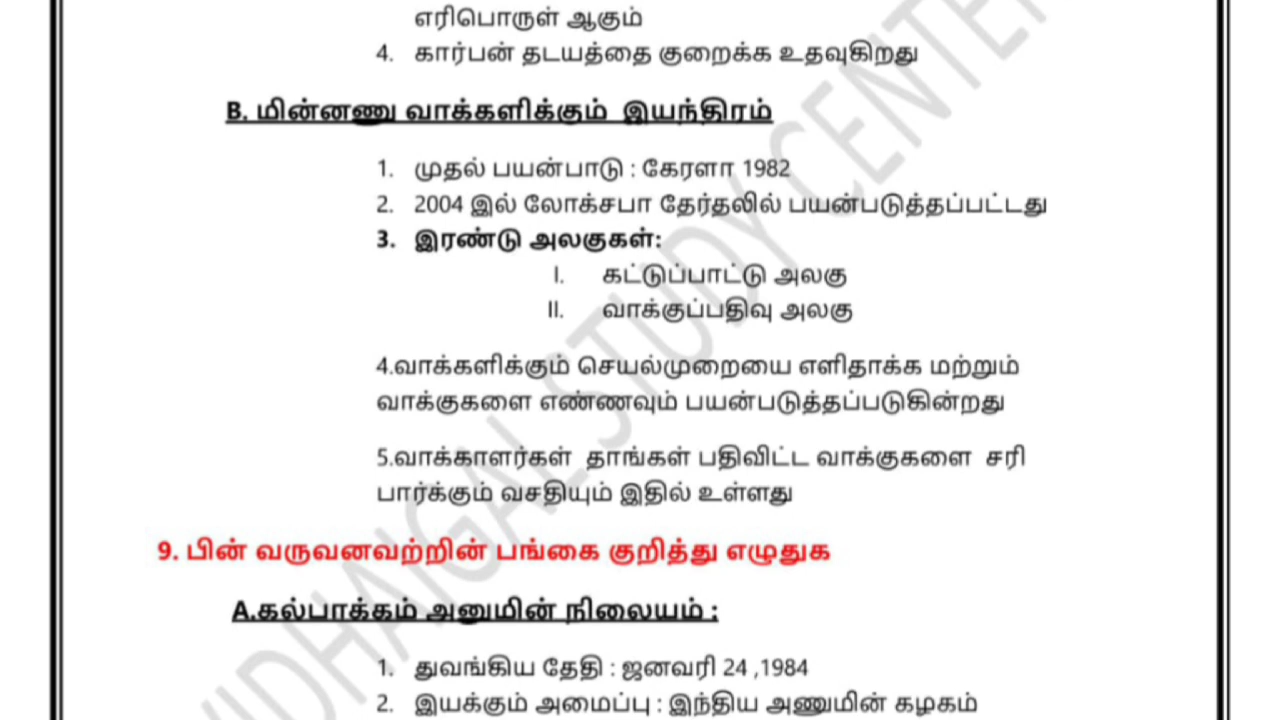 எரிபொருள் ஆகும்
4. கார்பன் தடயத்தை குறைக்க உதவுகிறது
B. மின்னணு வாக்களிக்கும் இயந்திரம்
1. முதல் பயன்பாடு : கேரளா 1982
2. 2004 இல் லோக்சபா தேர்தலில் பயன்படுத்தப்பட்டது
3. இரண்டு அலகுகள்:
I. கட்டுப்பாட்டு அலகு
II. வாக்குப்பதிவு அலகு
4.வாக்களிக்கும் செயல்முறையை எளிதாக்க மற்றும்
வாக்குகளை எண்ணவும் பயன்படுத்தப்படுகின்றது
5.வாக்காளர்கள் தாங்கள் பதிவிட்ட வாக்குகளை சரி
பார்க்கும் வசதியும் இதில் உள்ளது
9. பின் வருவனவற்றின் பங்கை குறித்து எழுதுக
A.கல்பாக்கம் அனுமின் நிலையம் :
1. துவங்கிய தேதி : ஜனவரி 24 ,1984
2. இயக்கும் அமைப்பு : இந்திய அணுமின் கழகம்
VIDHAIGAL STUDY CENTER